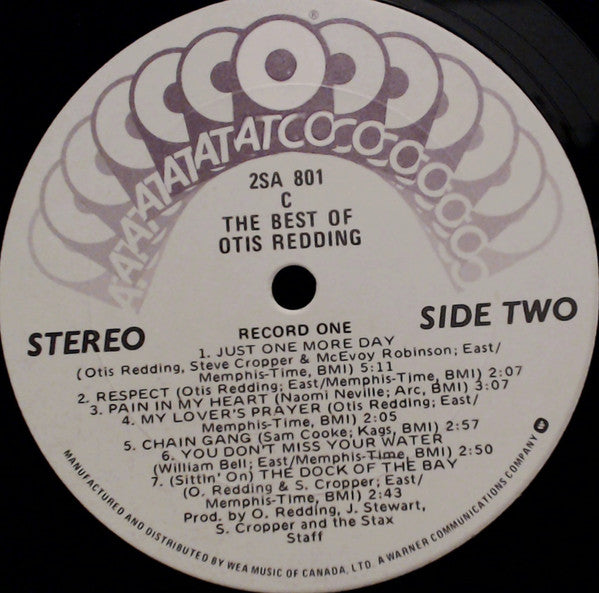 ®
ATATATATATATCOCOCOCOCOCO
2SA 801
C
THE BEST OF
OTIS REDDING
STEREO
SIDE TWO
RECORD ONE
1. JUST ONE MORE DAY
(Otis Redding, Steve Cropper & McEvoy Robinson; East/
Memphis-Time, BMI) 5:11
2. RESPECT (Otis Redding; East/Memphis-Time, BMI) 2:07
3. PAIN IN MY HEART (Naomi Neville; Arc, BMI) 3:07
4. MY LOVER'S PRAYER (Otis Redding; East/
Memphis-Time, BMI) 2:05
5. CHAIN GANG (Sam Cooke; Kags, BMI) 2:57
6. YOU DON'T MISS YOUR WATER
(William Bell; East/Memphis-Time, BMI) 2:50
7. (Sittin' On) THE DOCK OF THE BAY
(O. Redding & S. Cropper; East/
Memphis-Time, BMI) 2:43
Prod. by O. Redding, J. Stewart,
S. Cropper and the Stax
Staff
MANUFACTURED AND DISTRIBUTED BY WEA MUSIC OF CANADA, LTD. A WARNER COMMUNICATIONS COMPANY